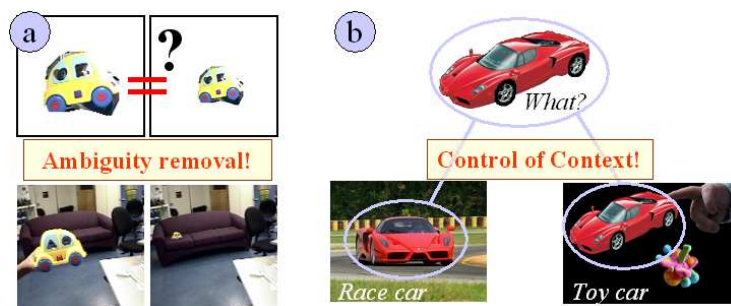 a
?
=
Ambiguity removal!
b
What?
Control of Context!
Race car
Toy car